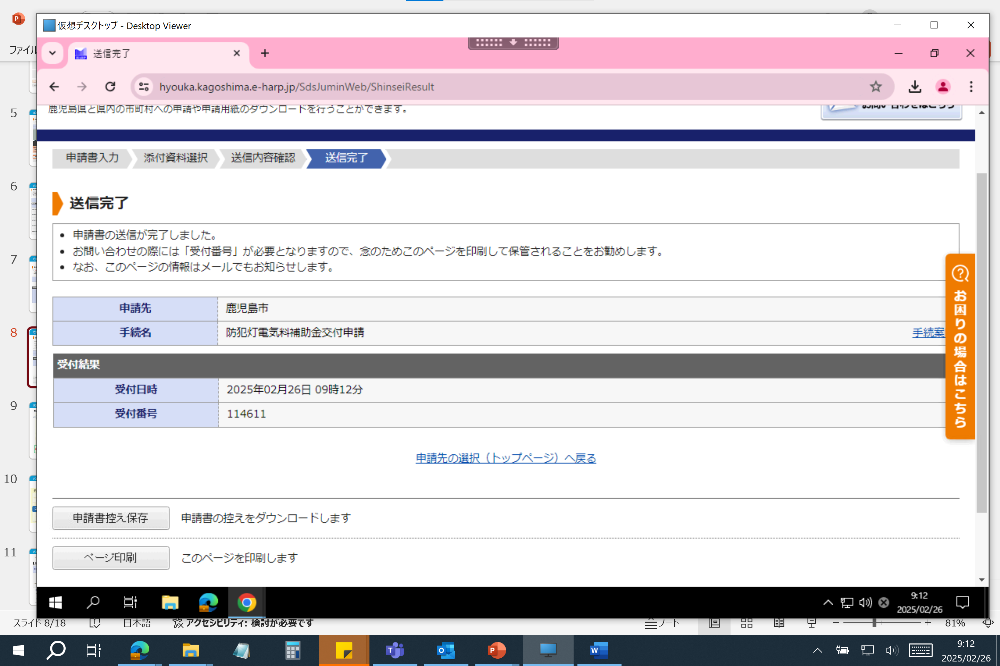 仮想デスクトップ - Desktop Viewer
ファイル
送信完了
hyouka.kagoshima.e-harp.jp/SdsJuminWeb/ShinseiResult
鹿児島県と県内の市町村への申請や申請用紙のダウンロードを行うことができます。
お問い合わせはこちら
申請書入力
添付資料選択
送信内容確認
送信完了
送信完了
• 申請書の送信が完了しました。
• お問い合わせの際には「受付番号」が必要となりますので、念のためこのページを印刷して保管されることをお勧めします。
• なお、このページの情報はメールでもお知らせします。
申請先 鹿児島市
手続名 防犯灯電気料補助金交付申請 手続案
受付結果
受付日時 2025年02月26日 09時12分
受付番号 114611
お困りの場合はこちら
申請先の選択（トップページ）へ戻る
申請書控え保存 申請書の控えをダウンロードします
ページ印刷 このページを印刷します
5
6
7
8
9
10
11
9:12
2025/02/26
スライド 8/18
日本語
アクセシビリティ: 検討が必要です
ノート
81%
9:12
2025/02/26